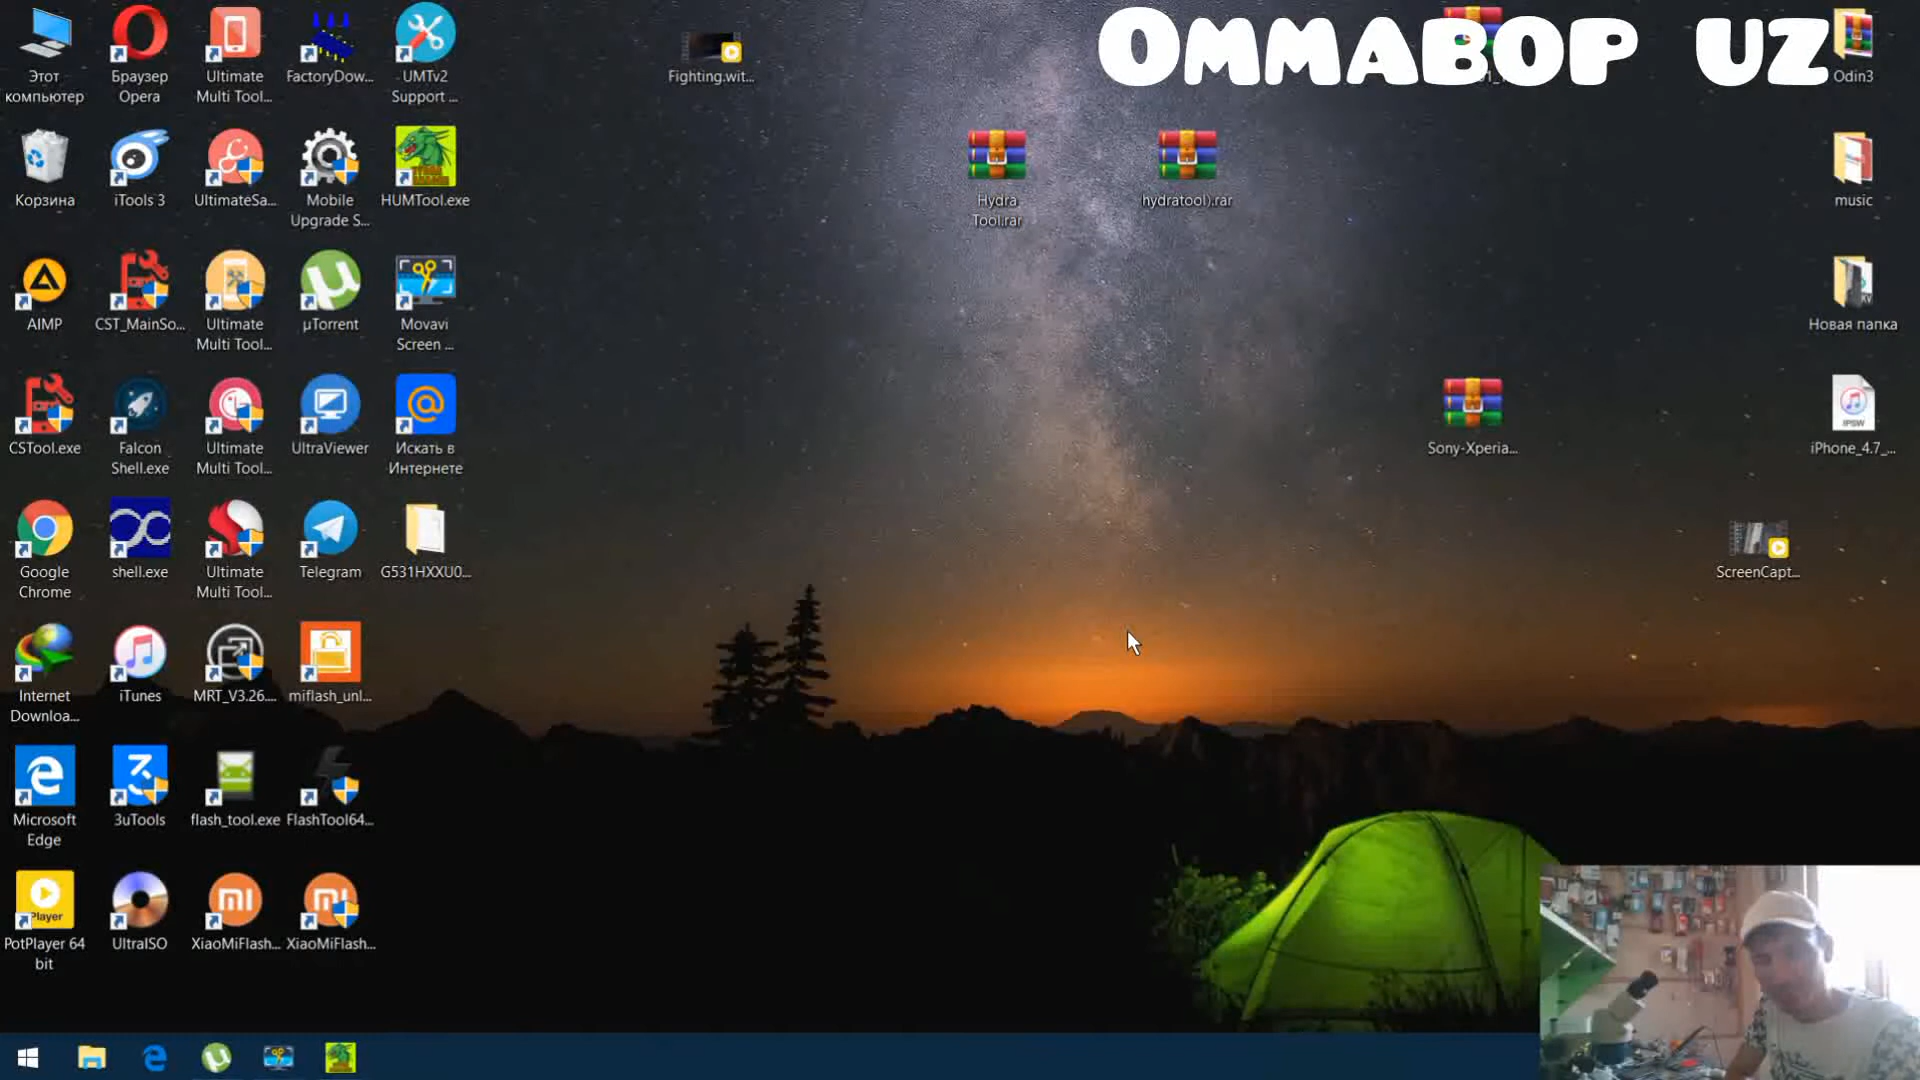 Оммавор UZ
Этот
компьютер
Браузер
Opera
Ultimate
Multi Tool...
FactoryDow...
UMTv2
Support ...
Fighting.wit...
Odin3
Корзина
iTools 3
UltimateSa...
Mobile
Upgrade S...
HUMTool.exe
Hydra
Tool.rar
hydratool).rar
music
AIMP
CST_MainSo...
Ultimate
Multi Tool...
µTorrent
Movavi
Screen ...
Новая папка
CSTool.exe
Falcon
Shell.exe
Ultimate
Multi Tool...
UltraViewer
Искать в
Интернете
Sony-Xperia...
IPSW
iPhone_4.7_...
Google
Chrome
shell.exe
Ultimate
Multi Tool...
Telegram
G531HXXU0...
ScreenCapt...
Internet
Downloa...
iTunes
MRT_V3.26....
miflash_unl...
Microsoft
Edge
3uTools
flash_tool.exe
FlashTool64...
Player
PotPlayer 64
bit
UltraISO
XiaoMiFlash...
XiaoMiFlash...